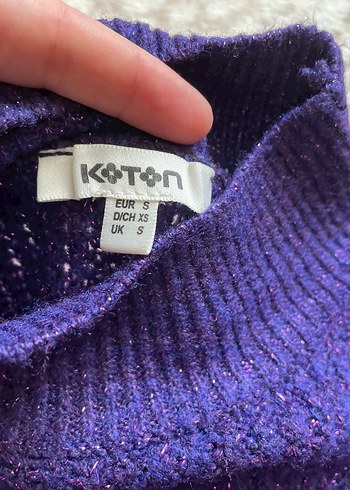 KOTON
EUR S
D/CH XS
UK S